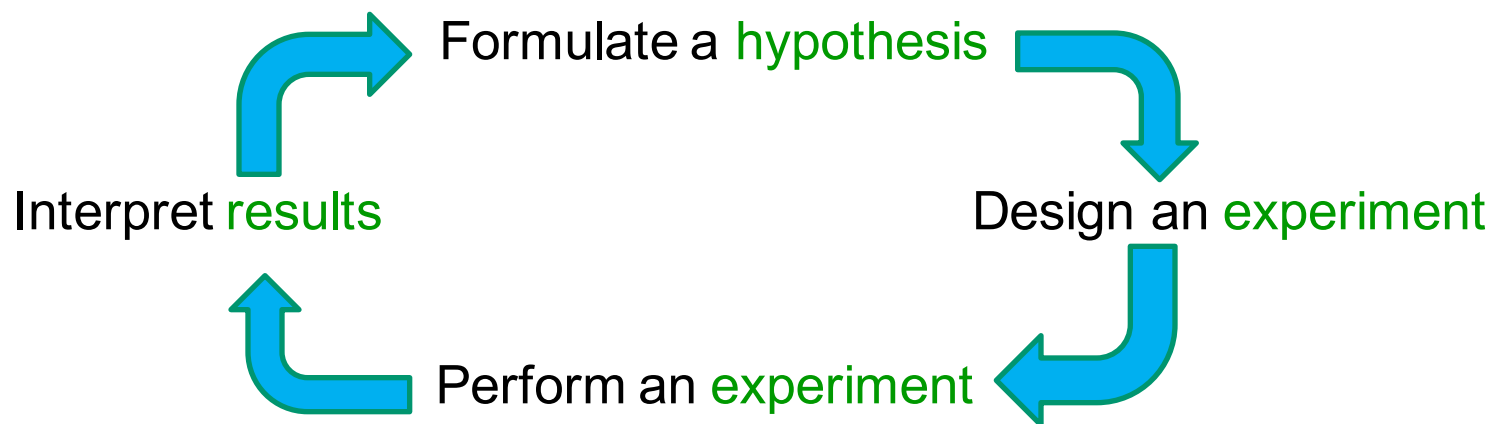 Formulate a hypothesis
Interpret results
Design an experiment
Perform an experiment